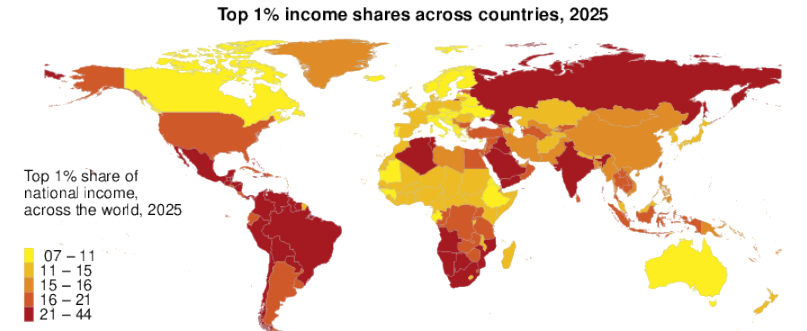 Top 1% income shares across countries, 2025
Top 1% share of
national income,
across the world, 2025
07 – 11
11 – 15
15 – 16
16 – 21
21 – 44